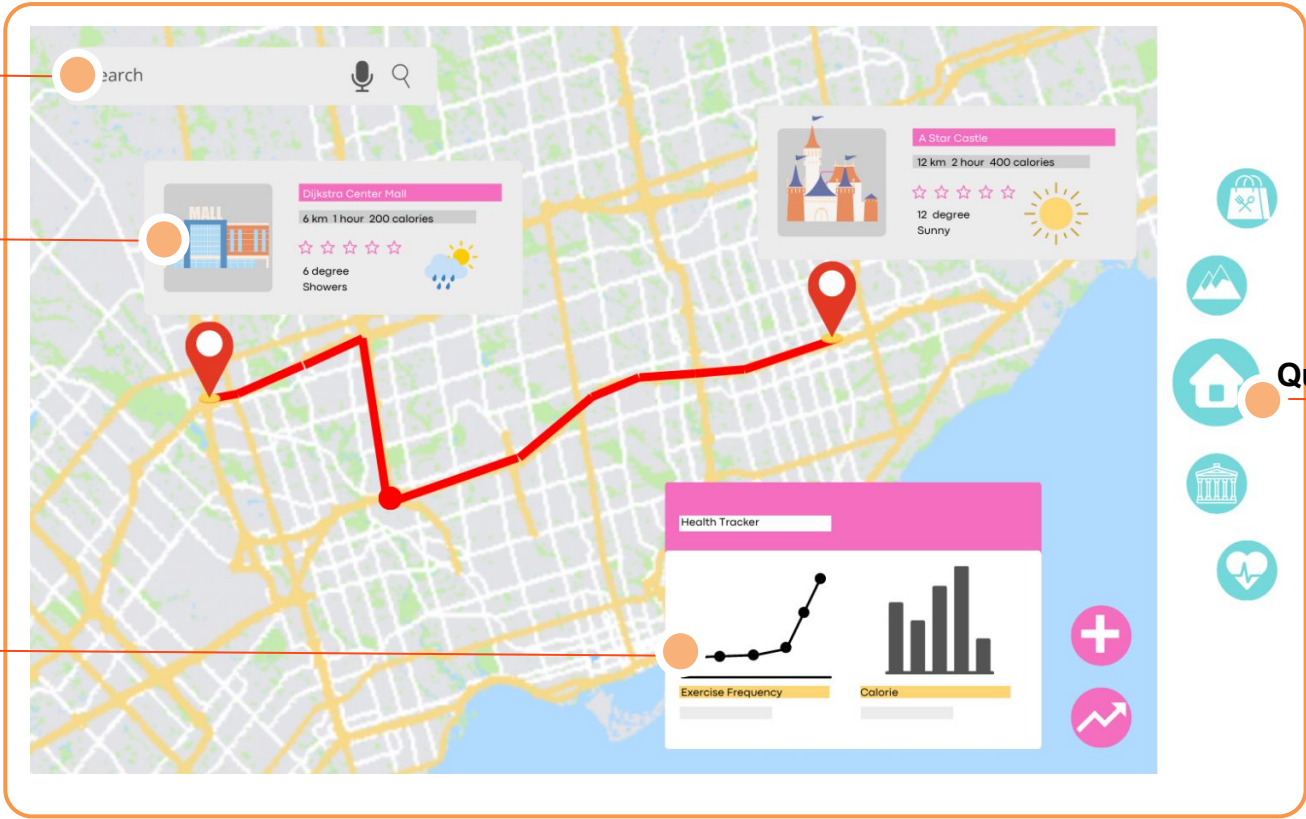 earch
A Star Castle
12 km 2 hour 400 calories
12 degree
Sunny
Dijkstra Center Mall
6 km 1 hour 200 calories
MALL
6 degree
Showers
Qu
Health Tracker
Exercise Frequency
Calorie